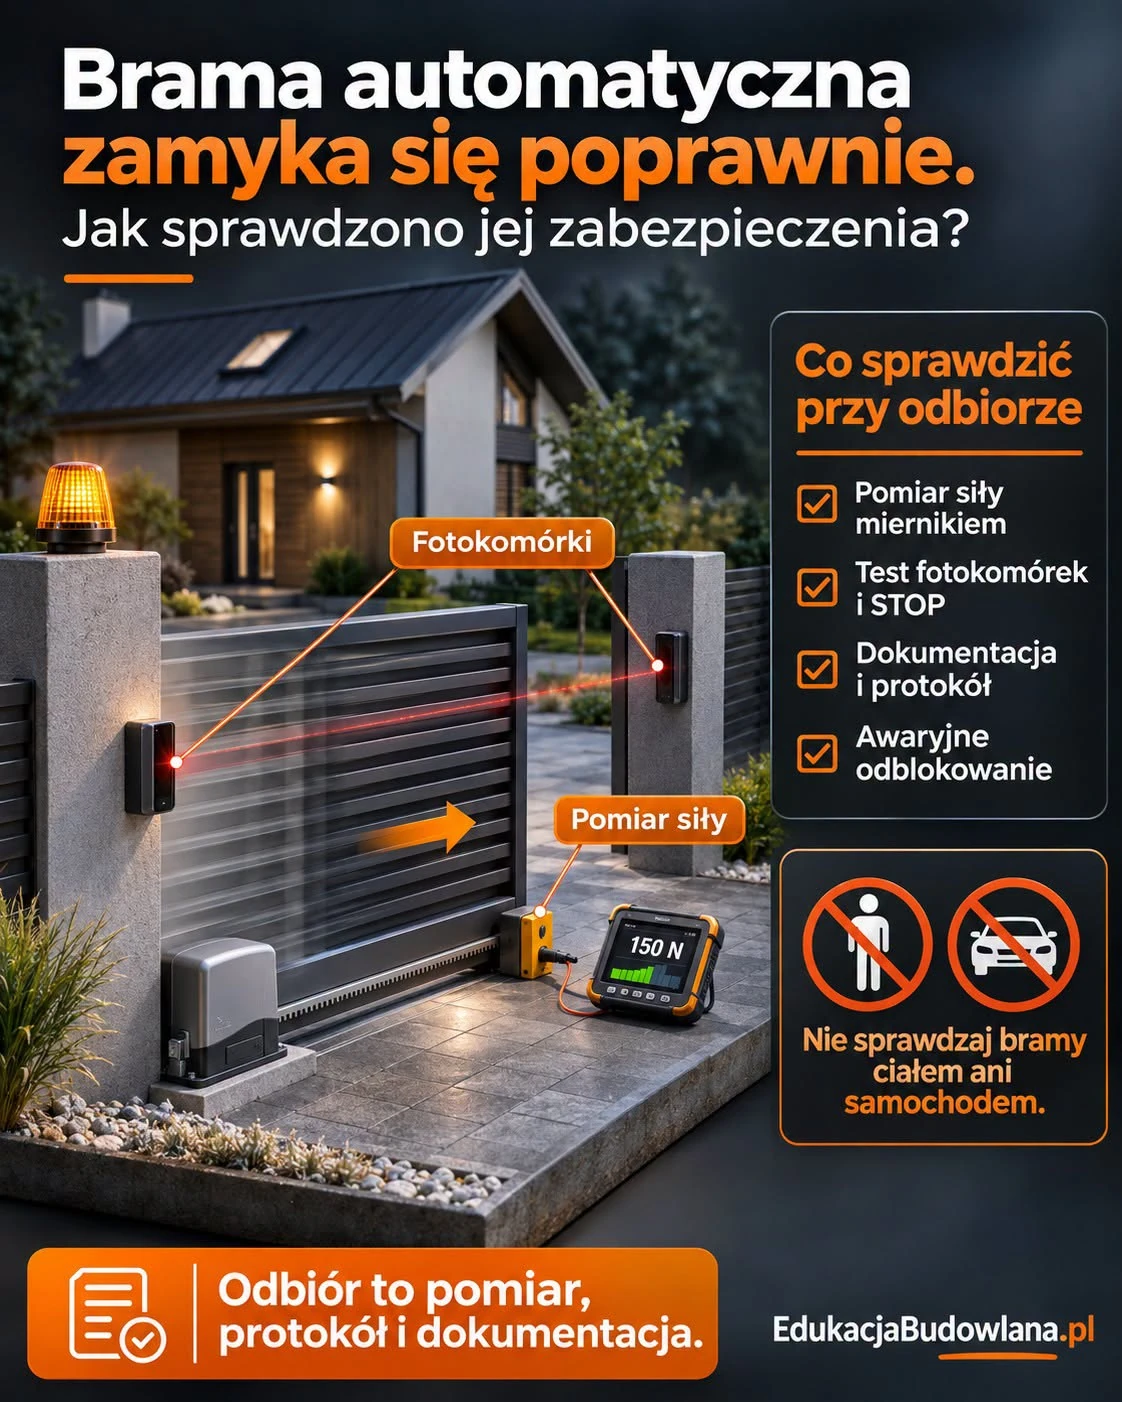 Brama automatyczna
zamyka się poprawnie.
Jak sprawdzono jej zabezpieczenia?
Co sprawdzić
przy odbiorze
Pomiar siły
miernikiem
Test fotokomórek
i STOP
Dokumentacja
i protokół
Awaryjne
odblokowanie
Fotokomórki
Pomiar siły
150 N
Nie sprawdzaj bramy
ciałem ani
samochodem.
Odbiór to pomiar,
protokół i dokumentacja.
EdukacjaBudowlana.pl